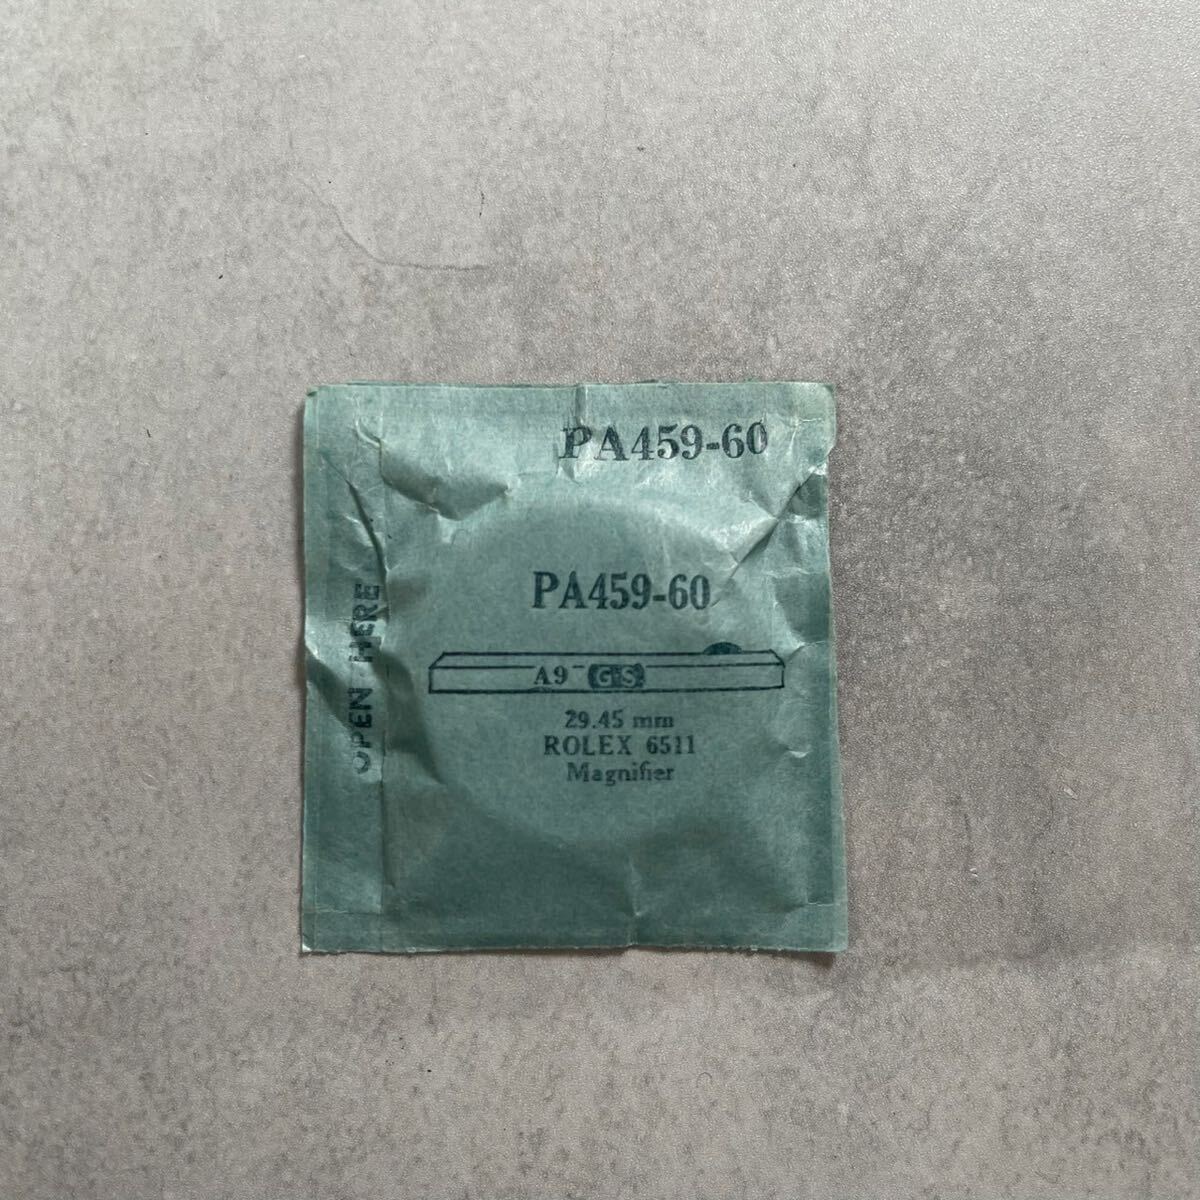 PA459-60
PA459-60
A9 GS
29.45 mm
ROLEX 6511
Magnifier
OPEN HERE